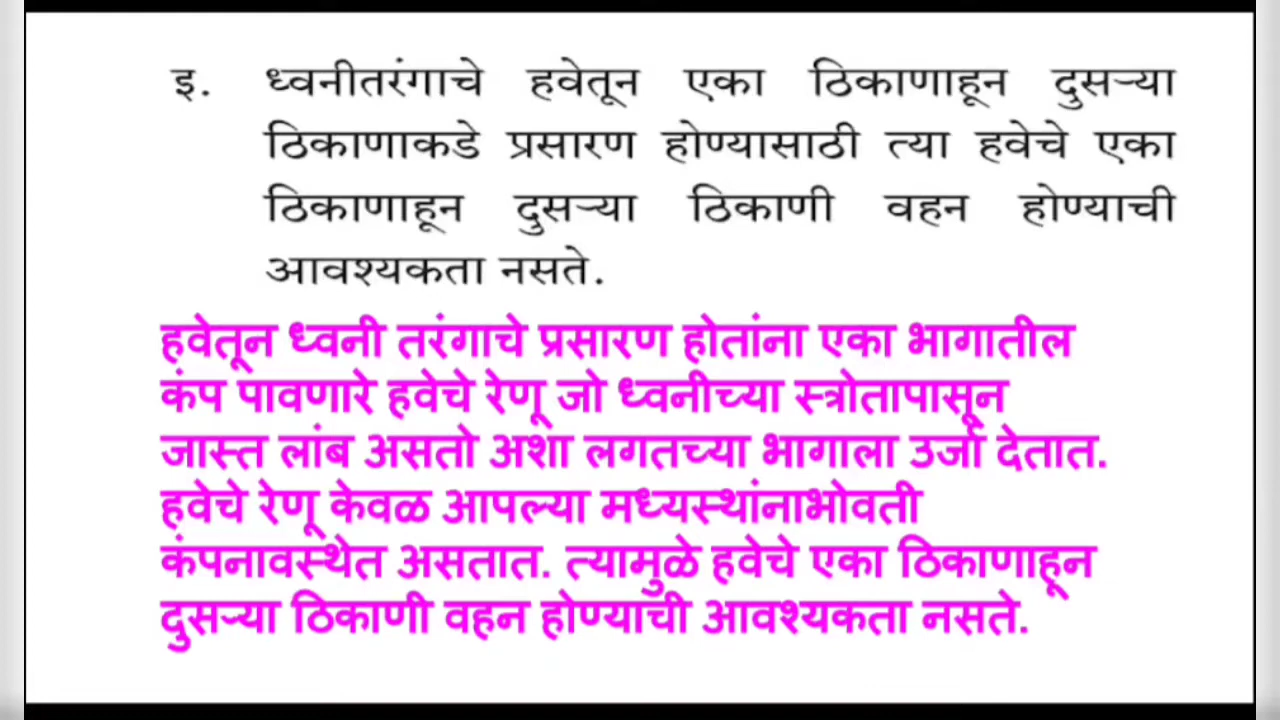 इ. ध्वनीतरंगाचे हवेतून एका ठिकाणाहून दुसऱ्या
ठिकाणाकडे प्रसारण होण्यासाठी त्या हवेचे एका
ठिकाणाहून दुसऱ्या ठिकाणी वहन होण्याची
आवश्यकता नसते.
हवेतून ध्वनी तरंगाचे प्रसारण होतांना एका भागातील
कंप पावणारे हवेचे रेणू जो ध्वनीच्या स्त्रोतापासून
जास्त लांब असतो अशा लगतच्या भागाला उर्जा देतात.
हवेचे रेणू केवळ आपल्या मध्यस्थांनाभोवती
कंपनावस्थेत असतात. त्यामुळे हवेचे एका ठिकाणाहून
दुसऱ्या ठिकाणी वहन होण्याची आवश्यकता नसते.